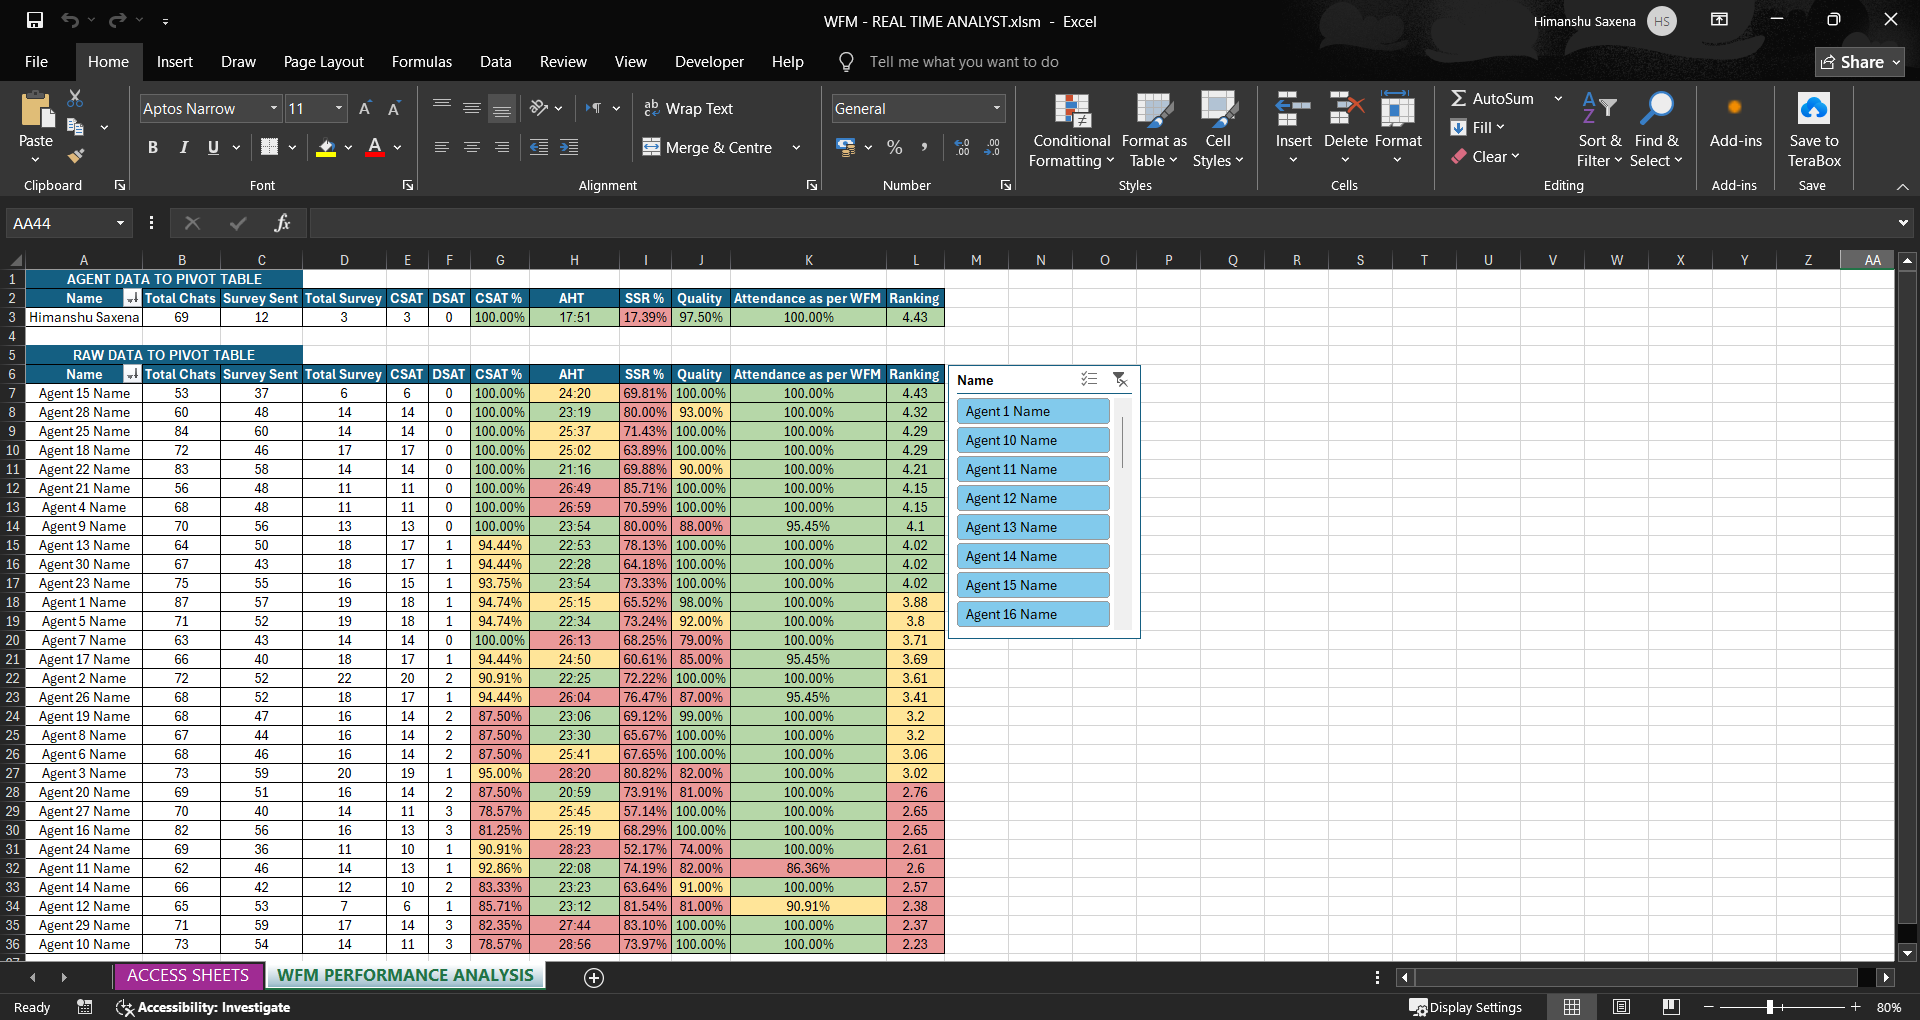 WFM - REAL TIME ANALYST.xlsm - Excel
Himanshu Saxena HS
File Home Insert Draw Page Layout Formulas Data Review View Developer Help Tell me what you want to do Share
Aptos Narrow 11 A A ab Wrap Text General AutoSum
Paste Conditional Formatting Format as Table Cell Styles Insert Delete Format Fill Sort & Filter Find & Select Add-ins Save to TeraBox
B I U A Merge & Centre % Clear
Clipboard Font Alignment Number Styles Cells Editing Add-ins Save
AA44 fx
A B C D E F G H I J K L M N O P Q R S T U V W X Y Z AA
1 AGENT DATA TO PIVOT TABLE
2 Name Total Chats Survey Sent Total Survey CSAT DSAT CSAT % AHT SSR % Quality Attendance as per WFM Ranking
3 Himanshu Saxena 69 12 3 3 0 100.00% 17:51 17.39% 97.50% 100.00% 4.43
4
5 RAW DATA TO PIVOT TABLE
6 Name Total Chats Survey Sent Total Survey CSAT DSAT CSAT % AHT SSR % Quality Attendance as per WFM Ranking
7 Agent 15 Name 53 37 6 6 0 100.00% 24:20 69.81% 100.00% 100.00% 4.43
8 Agent 28 Name 60 48 14 14 0 100.00% 23:19 80.00% 93.00% 100.00% 4.32
9 Agent 25 Name 84 60 14 14 0 100.00% 25:37 71.43% 100.00% 100.00% 4.29
10 Agent 18 Name 72 46 17 17 0 100.00% 25:02 63.89% 100.00% 100.00% 4.29
11 Agent 22 Name 83 58 14 14 0 100.00% 21:16 69.88% 90.00% 100.00% 4.21
12 Agent 21 Name 56 48 11 11 0 100.00% 26:49 85.71% 100.00% 100.00% 4.15
13 Agent 4 Name 68 48 11 11 0 100.00% 26:59 70.59% 100.00% 100.00% 4.15
14 Agent 9 Name 70 56 13 13 0 100.00% 23:54 80.00% 88.00% 95.45% 4.1
15 Agent 13 Name 64 50 18 17 1 94.44% 22:53 78.13% 100.00% 100.00% 4.02
16 Agent 30 Name 67 43 18 17 1 94.44% 22:28 64.18% 100.00% 100.00% 4.02
17 Agent 23 Name 75 55 16 15 1 93.75% 23:54 73.33% 100.00% 100.00% 4.02
18 Agent 1 Name 87 57 19 18 1 94.74% 25:15 65.52% 98.00% 100.00% 3.88
19 Agent 5 Name 71 52 19 18 1 94.74% 22:34 73.24% 92.00% 100.00% 3.8
20 Agent 7 Name 63 43 14 14 0 100.00% 26:13 68.25% 79.00% 100.00% 3.71
21 Agent 17 Name 66 40 18 17 1 94.44% 24:50 60.61% 85.00% 95.45% 3.69
22 Agent 2 Name 72 52 22 20 2 90.91% 22:25 72.22% 100.00% 100.00% 3.61
23 Agent 26 Name 68 52 18 17 1 94.44% 26:04 76.47% 87.00% 95.45% 3.41
24 Agent 19 Name 68 47 16 14 2 87.50% 23:06 69.12% 99.00% 100.00% 3.2
25 Agent 8 Name 67 44 16 14 2 87.50% 23:30 65.67% 100.00% 100.00% 3.2
26 Agent 6 Name 68 46 16 14 2 87.50% 25:41 67.65% 100.00% 100.00% 3.06
27 Agent 3 Name 73 59 20 19 1 95.00% 28:20 80.82% 82.00% 100.00% 3.02
28 Agent 20 Name 69 51 16 14 2 87.50% 20:59 73.91% 81.00% 100.00% 2.76
29 Agent 27 Name 70 40 14 11 3 78.57% 25:45 57.14% 100.00% 100.00% 2.65
30 Agent 16 Name 82 56 16 13 3 81.25% 25:19 68.29% 100.00% 100.00% 2.65
31 Agent 24 Name 69 36 11 10 1 90.91% 28:23 52.17% 74.00% 100.00% 2.61
32 Agent 11 Name 62 46 14 13 1 92.86% 22:08 74.19% 82.00% 86.36% 2.6
33 Agent 14 Name 66 42 12 10 2 83.33% 23:23 63.64% 91.00% 100.00% 2.57
34 Agent 12 Name 65 53 7 6 1 85.71% 23:12 81.54% 81.00% 90.91% 2.38
35 Agent 29 Name 71 59 17 14 3 82.35% 27:44 83.10% 100.00% 100.00% 2.37
36 Agent 10 Name 73 54 14 11 3 78.57% 28:56 73.97% 100.00% 100.00% 2.23
Name
Agent 1 Name
Agent 10 Name
Agent 11 Name
Agent 12 Name
Agent 13 Name
Agent 14 Name
Agent 15 Name
Agent 16 Name
ACCESS SHEETS WFM PERFORMANCE ANALYSIS
Ready Accessibility: Investigate Display Settings 80%